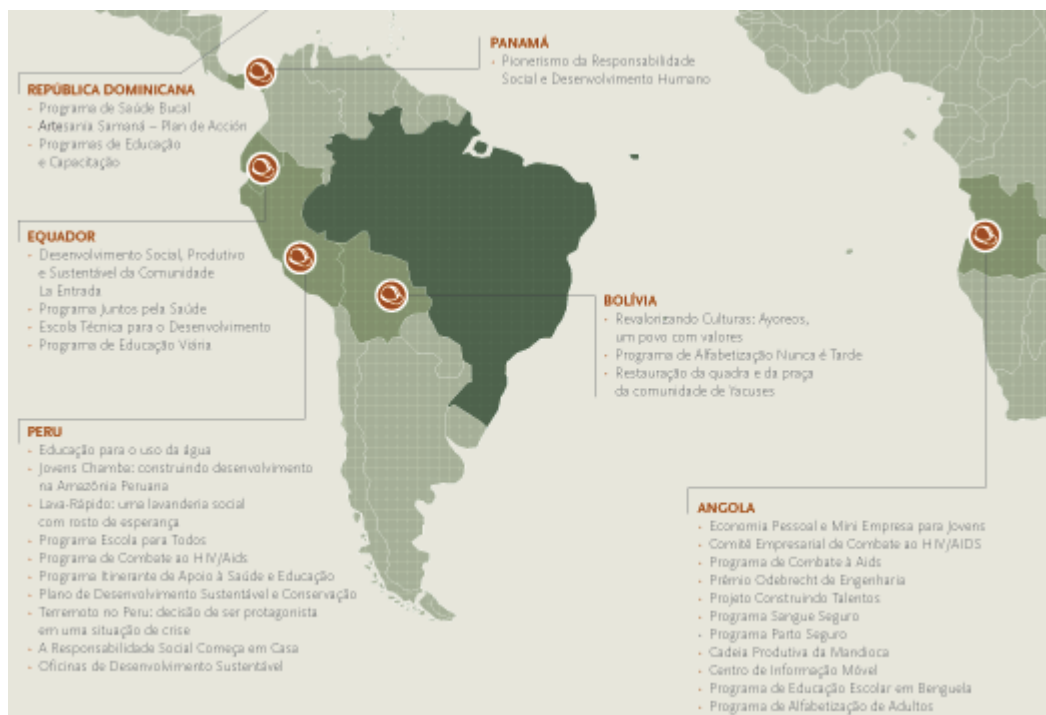 PANAMÁ
- Pionerismo da Responsabilidade
Social e Desenvolvimento Humano
REPÚBLICA DOMINICANA
- Programa de Saúde Bucal
- Artesania Samaná – Plan de Acción
- Programas de Educação
e Capacitação
EQUADOR
- Desenvolvimento Social, Produtivo
e Sustentável da Comunidade
La Entrada
- Programa Juntos pela Saúde
- Escola Técnica para o Desenvolvimento
- Programa de Educação Viária
BOLÍVIA
- Revalorizando Culturas: Ayoreos,
um povo com valores
- Programa de Alfabetização Nunca é Tarde
- Restauração da quadra e da praça
da comunidade de Yacuses
PERU
- Educação para o uso da água
- Jovens Chamba: construindo desenvolvimento
na Amazônia Peruana
- Lava-Rápido: uma lavanderia social
com rosto de esperança
- Programa Escola para Todos
- Programa de Combate ao HIV/Aids
- Programa Itinerante de Apoio à Saúde e Educação
- Plano de Desenvolvimento Sustentável e Conservação
- Terremoto no Peru: decisão de ser protagonista
em uma situação de crise
- A Responsabilidade Social Começa em Casa
- Oficinas de Desenvolvimento Sustentável
ANGOLA
- Economia Pessoal e Mini Empresa para Jovens
- Comitê Empresarial de Combate ao HIV/AIDS
- Programa de Combate à Aids
- Prêmio Odebrecht de Engenharia
- Projeto Construindo Talentos
- Programa Sangue Seguro
- Programa Parto Seguro
- Cadeia Produtiva da Mandioca
- Centro de Informação Móvel
- Programa de Educação Escolar em Benguela
- Programa de Alfabetização de Adultos